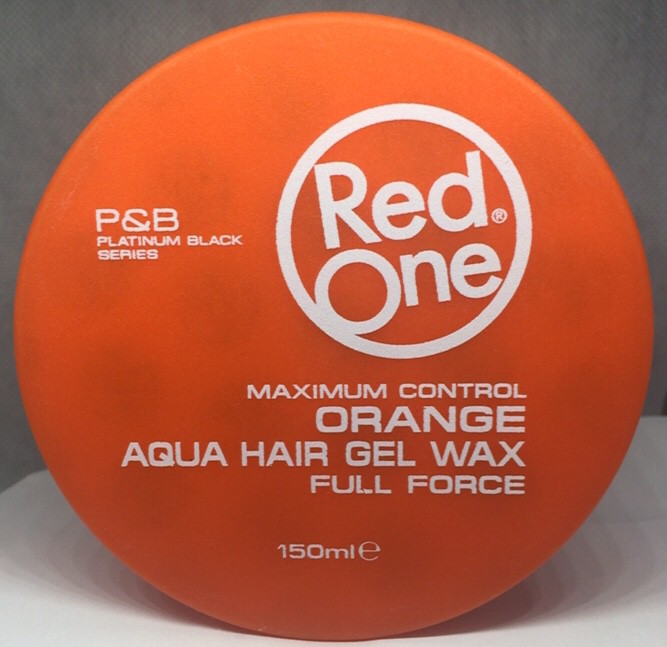 Red
One®
P&B
PLATINUM BLACK
SERIES
MAXIMUM CONTROL
ORANGE
AQUA HAIR GEL WAX
FULL FORCE
150ml℮